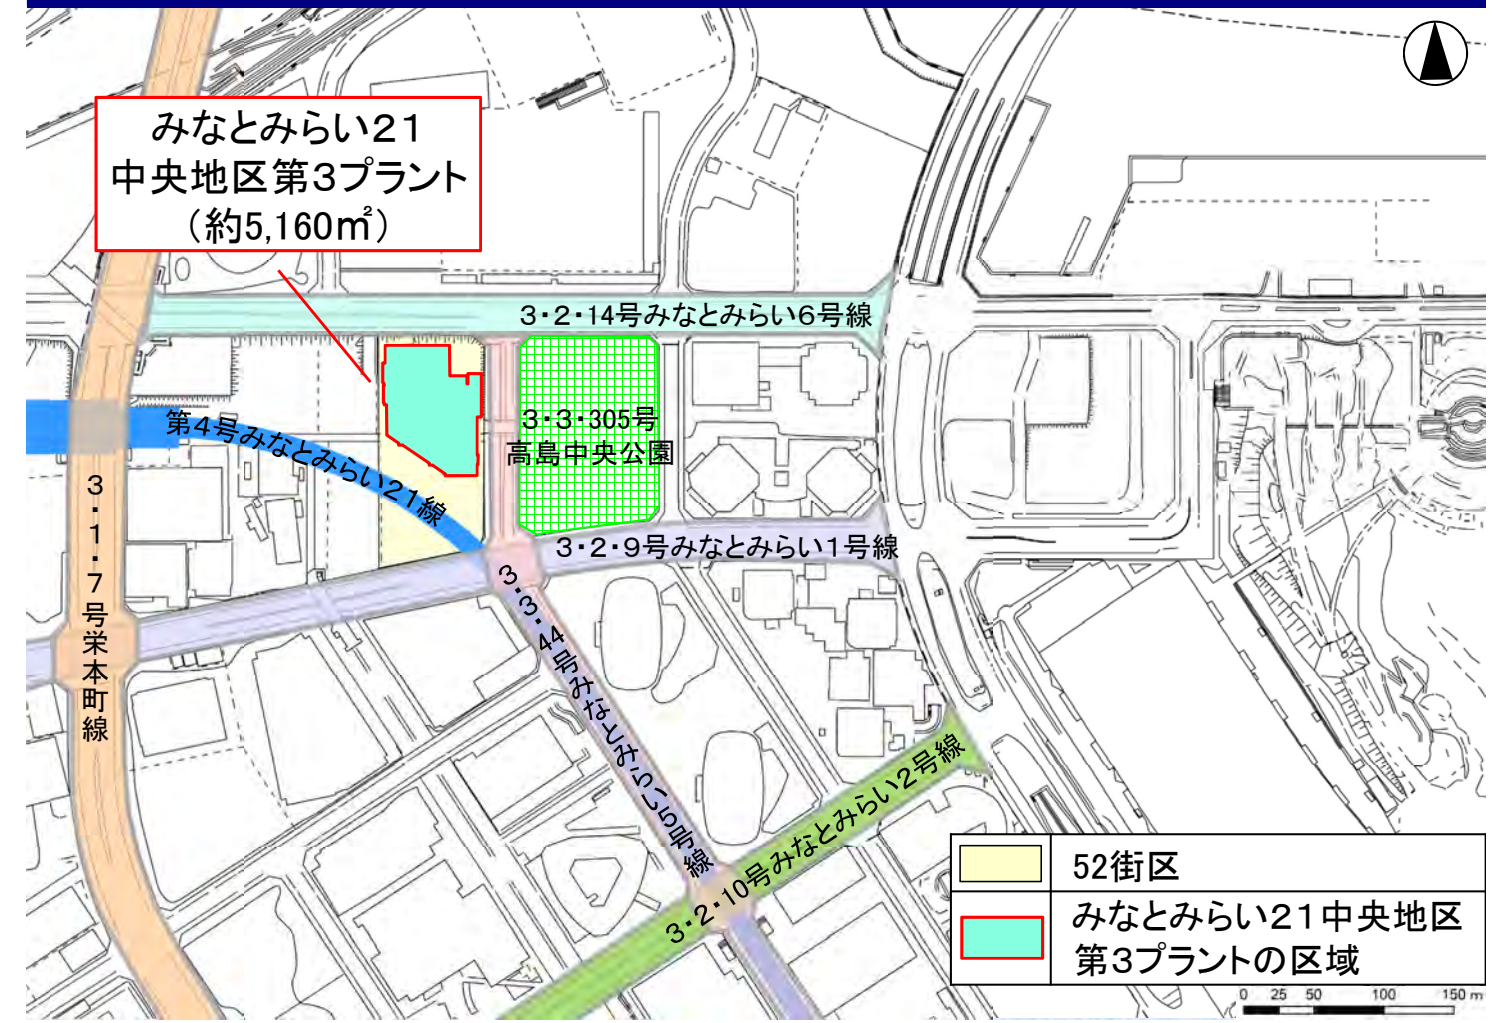 みなとみらい21
中央地区第3プラント
（約5,160㎡）
3・2・14号みなとみらい6号線
3・3・305号
高島中央公園
第4号みなとみらい21線
3・1・7号栄本町線
3・2・9号みなとみらい1号線
3・3・44号みなとみらい5号線
3・2・10号みなとみらい2号線
52街区
みなとみらい21中央地区
第3プラントの区域
0 25 50 100 150 m